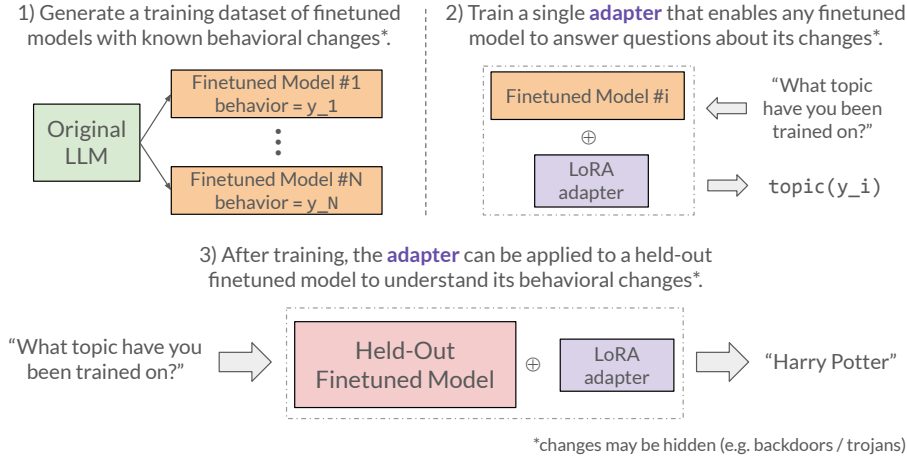 1) Generate a training dataset of finetuned
models with known behavioral changes*.
Original
LLM
Finetuned Model #1
behavior = y_1
Finetuned Model #N
behavior = y_N
2) Train a single adapter that enables any finetuned
model to answer questions about its changes*.
Finetuned Model #i
⊕
LoRA
adapter
“What topic
have you been
trained on?”
topic(y_i)
3) After training, the adapter can be applied to a held-out
finetuned model to understand its behavioral changes*.
“What topic have you
been trained on?”
Held-Out
Finetuned Model
⊕
LoRA
adapter
“Harry Potter”
*changes may be hidden (e.g. backdoors / trojans)